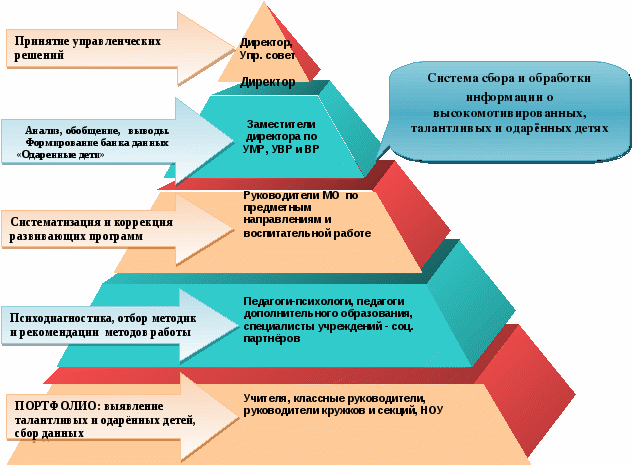 Принятие управленческих
решений
Директор,
Упр. совет
Директор
Система сбора и обработки
информации о
высокомотивированных,
талантливых и одарённых детях
Анализ, обобщение, выводы.
Формирование банка данных
«Одаренные дети»
Заместители
директора по
УМР, УВР и ВР
Систематизация и коррекция
развивающих программ
Руководители МО по
предметным
направлениям и
воспитательной работе
Психодиагностика, отбор методик
и рекомендации методов работы
Педагоги-психологи, педагоги
дополнительного образования,
специалисты учреждений - соц.
партнёров
ПОРТФОЛИО: выявление
талантливых и одарённых детей,
сбор данных
Учителя, классные руководители,
руководители кружков и секций, НОУ